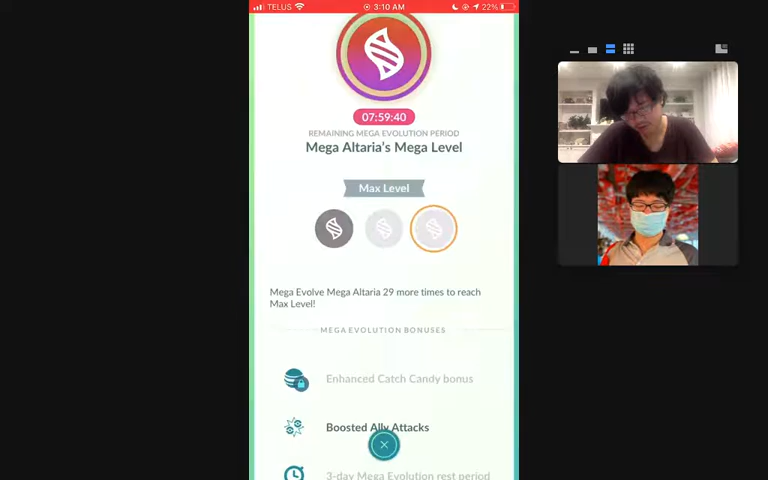 TELUS 3:10 AM 22%
07:59:40
REMAINING MEGA EVOLUTION PERIOD
Mega Altaria's Mega Level
Max Level
Mega Evolve Mega Altaria 29 more times to reach
Max Level!
MEGA EVOLUTION BONUSES
Enhanced Catch Candy bonus
Boosted Ally Attacks
3-day Mega Evolution rest period